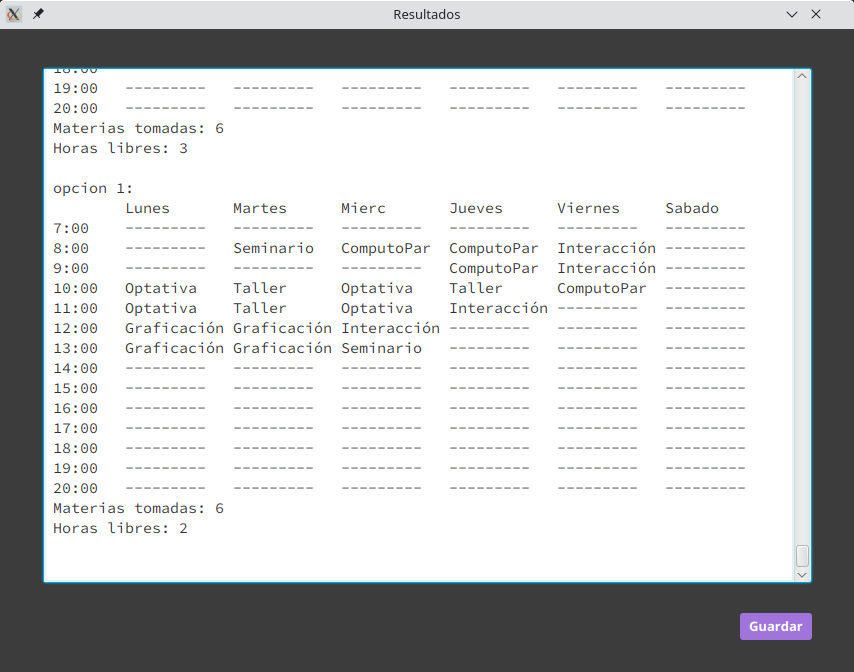 Resultados
18:00
19:00 --------- --------- --------- --------- --------- ---------
20:00 --------- --------- --------- --------- --------- ---------
Materias tomadas: 6
Horas libres: 3
opcion 1:
Lunes Martes Mierc Jueves Viernes Sabado
7:00 --------- --------- --------- --------- --------- ---------
8:00 --------- Seminario ComputoPar ComputoPar Interacción ---------
9:00 --------- --------- --------- ComputoPar Interacción ---------
10:00 Optativa Taller Optativa Taller ComputoPar ---------
11:00 Optativa Taller Optativa Interacción --------- ---------
12:00 Graficación Graficación Interacción --------- --------- ---------
13:00 Graficación Graficación Seminario --------- --------- ---------
14:00 --------- --------- --------- --------- --------- ---------
15:00 --------- --------- --------- --------- --------- ---------
16:00 --------- --------- --------- --------- --------- ---------
17:00 --------- --------- --------- --------- --------- ---------
18:00 --------- --------- --------- --------- --------- ---------
19:00 --------- --------- --------- --------- --------- ---------
20:00 --------- --------- --------- --------- --------- ---------
Materias tomadas: 6
Horas libres: 2
Guardar